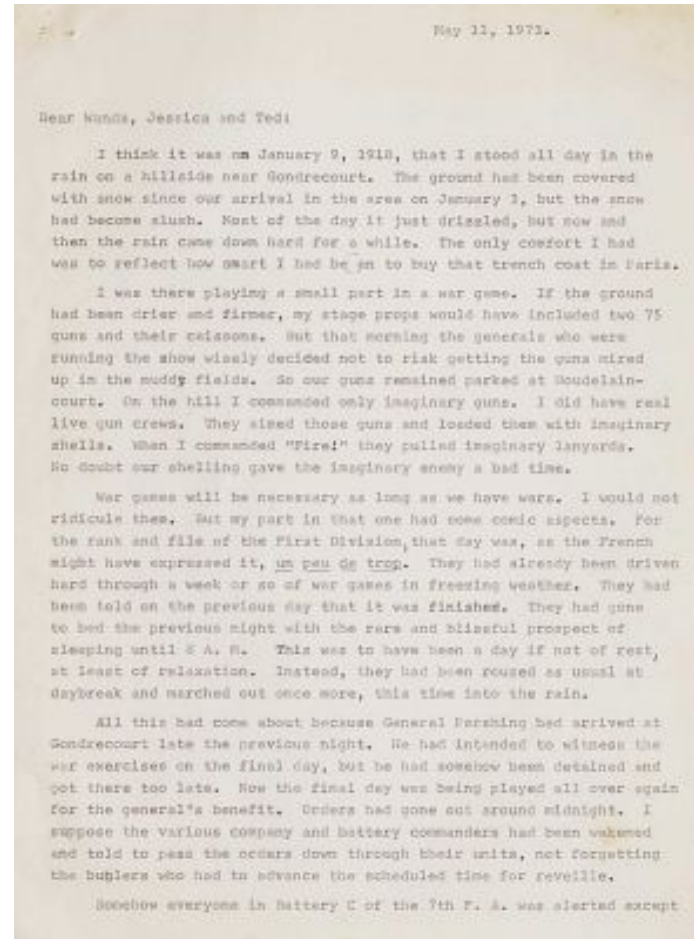 May 11, 1973.
Dear Wanda, Jessica and Ted:
I think it was on January 9, 1918, that I stood all day in the
rain on a hillside near Gondrecourt. The ground had been covered
with snow since our arrival in the area on January 3, but the snow
had become slush. Most of the day it just drizzled, but now and
then the rain came down hard for a while. The only comfort I had
was to reflect how smart I had been to buy that trench coat in Paris.
I was there playing a small part in a war game. If the ground
had been drier and firmer, my stage props would have included two 75
guns and their caissons. But that morning the generals who were
running the show wisely decided not to risk getting the guns mired
up in the muddy fields. So our guns remained parked at Houdelain-
court. On the hill I commanded only imaginary guns. I did have real
live gun crews. They aimed those guns and loaded them with imaginary
shells. When I commanded "Fire!" they pulled imaginary lanyards.
No doubt our shelling gave the imaginary enemy a bad time.
War games will be necessary as long as we have wars. I would not
ridicule them. But my part in that one had some comic aspects. For
the rank and file of the First Division, that day was, as the French
might have expressed it, un peu de trop. They had already been driven
hard through a week or so of war games in freezing weather. They had
been told on the previous day that it was finished. They had gone
to bed the previous night with the rare and blissful prospect of
sleeping until 8 A. M. This was to have been a day if not of rest,
at least of relaxation. Instead, they had been roused as usual at
daybreak and marched out once more, this time into the rain.
All this had come about because General Pershing had arrived at
Gondrecourt late the previous night. He had intended to witness the
war exercises on the final day, but he had somehow been detained and
got there too late. Now the final day was being played all over again
for the general's benefit. Orders had gone out around midnight. I
suppose the various company and battery commanders had been wakened
and told to pass the orders down through their units, not forgetting
the buglers who had to advance the scheduled time for reveille.
Somehow everyone in Battery C of the 7th F. A. was alerted except